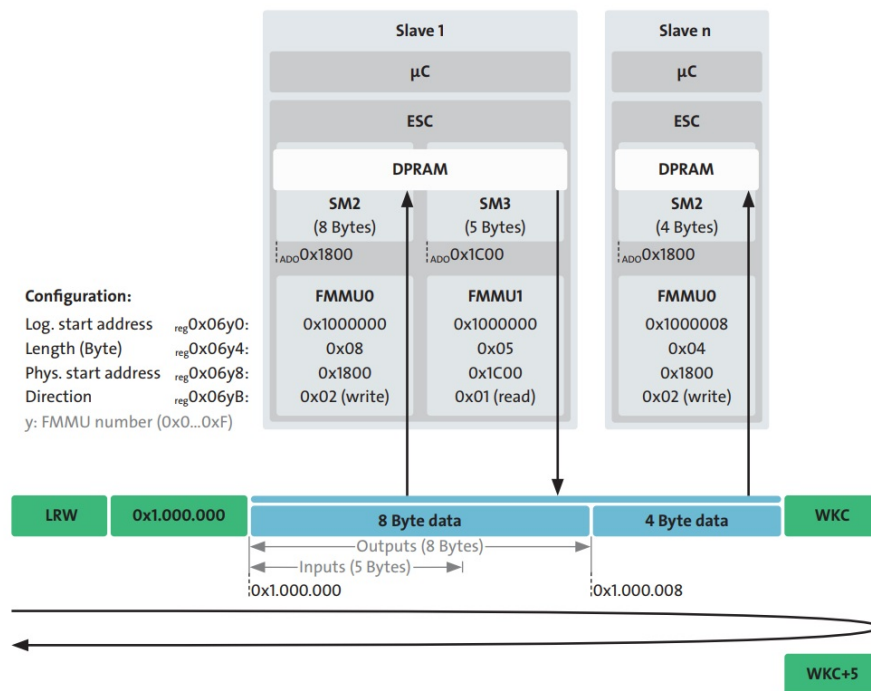 Slave 1
Slave n
µC
µC
ESC
ESC
DPRAM
DPRAM
SM2
(8 Bytes)
SM3
(5 Bytes)
SM2
(4 Bytes)
ADO0x1800
ADO0x1C00
ADO0x1800
Configuration:
FMMU0
FMMU1
FMMU0
Log. start address reg0x06y0: 0x1000000 0x1000000 0x1000008
Length (Byte) reg0x06y4: 0x08 0x05 0x04
Phys. start address reg0x06y8: 0x1800 0x1C00 0x1800
Direction reg0x06yB: 0x02 (write) 0x01 (read) 0x02 (write)
y: FMMU number (0x0...0xF)
LRW
0x1.000.000
8 Byte data
4 Byte data
WKC
Outputs (8 Bytes)
Inputs (5 Bytes)
0x1.000.000
0x1.000.008
WKC+5